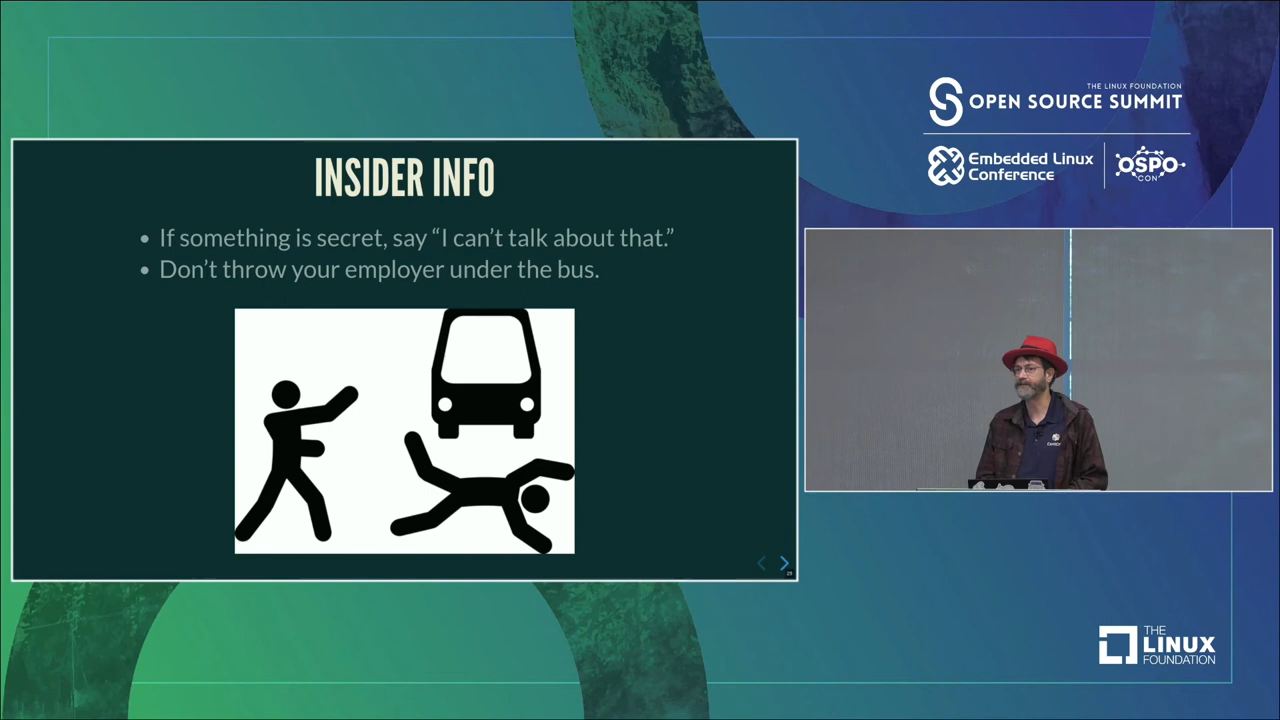 THE LINUX FOUNDATION
OPEN SOURCE SUMMIT
Embedded Linux
Conference
OSPO
CON
INSIDER INFO
• If something is secret, say “I can’t talk about that.”
• Don’t throw your employer under the bus.
THE
LINUX
FOUNDATION